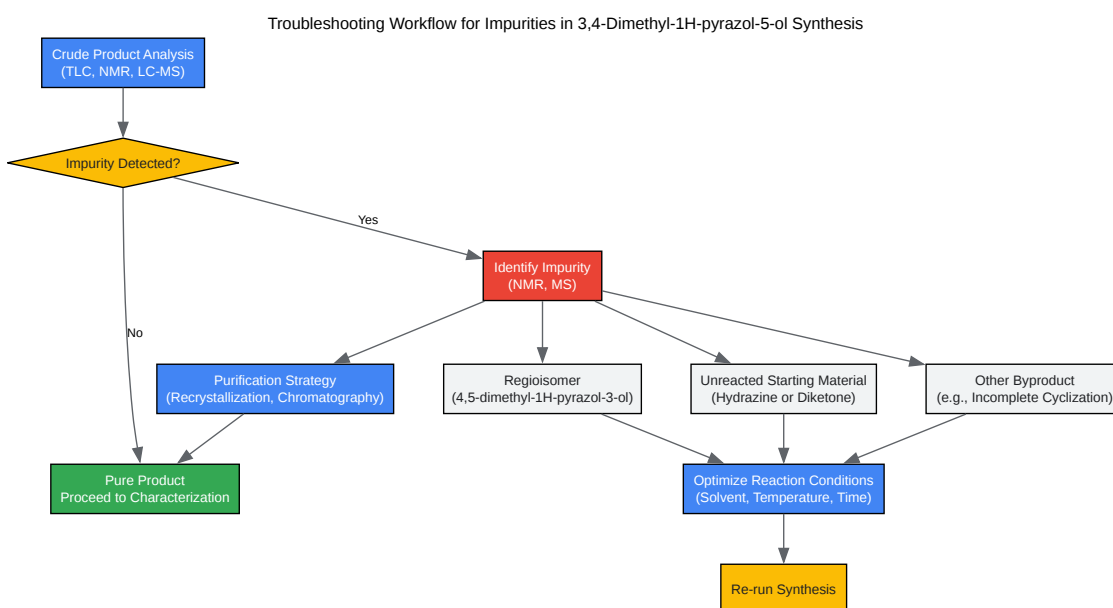 Troubleshooting Workflow for Impurities in 3,4-Dimethyl-1H-pyrazol-5-ol Synthesis
Crude Product Analysis
(TLC, NMR, LC-MS)
Impurity Detected?
Yes
Identify Impurity
(NMR, MS)
No
Purification Strategy
(Recrystallization, Chromatography)
Regioisomer
(4,5-dimethyl-1H-pyrazol-3-ol)
Unreacted Starting Material
(Hydrazine or Diketone)
Other Byproduct
(e.g., Incomplete Cyclization)
Pure Product
Proceed to Characterization
Optimize Reaction Conditions
(Solvent, Temperature, Time)
Re-run Synthesis